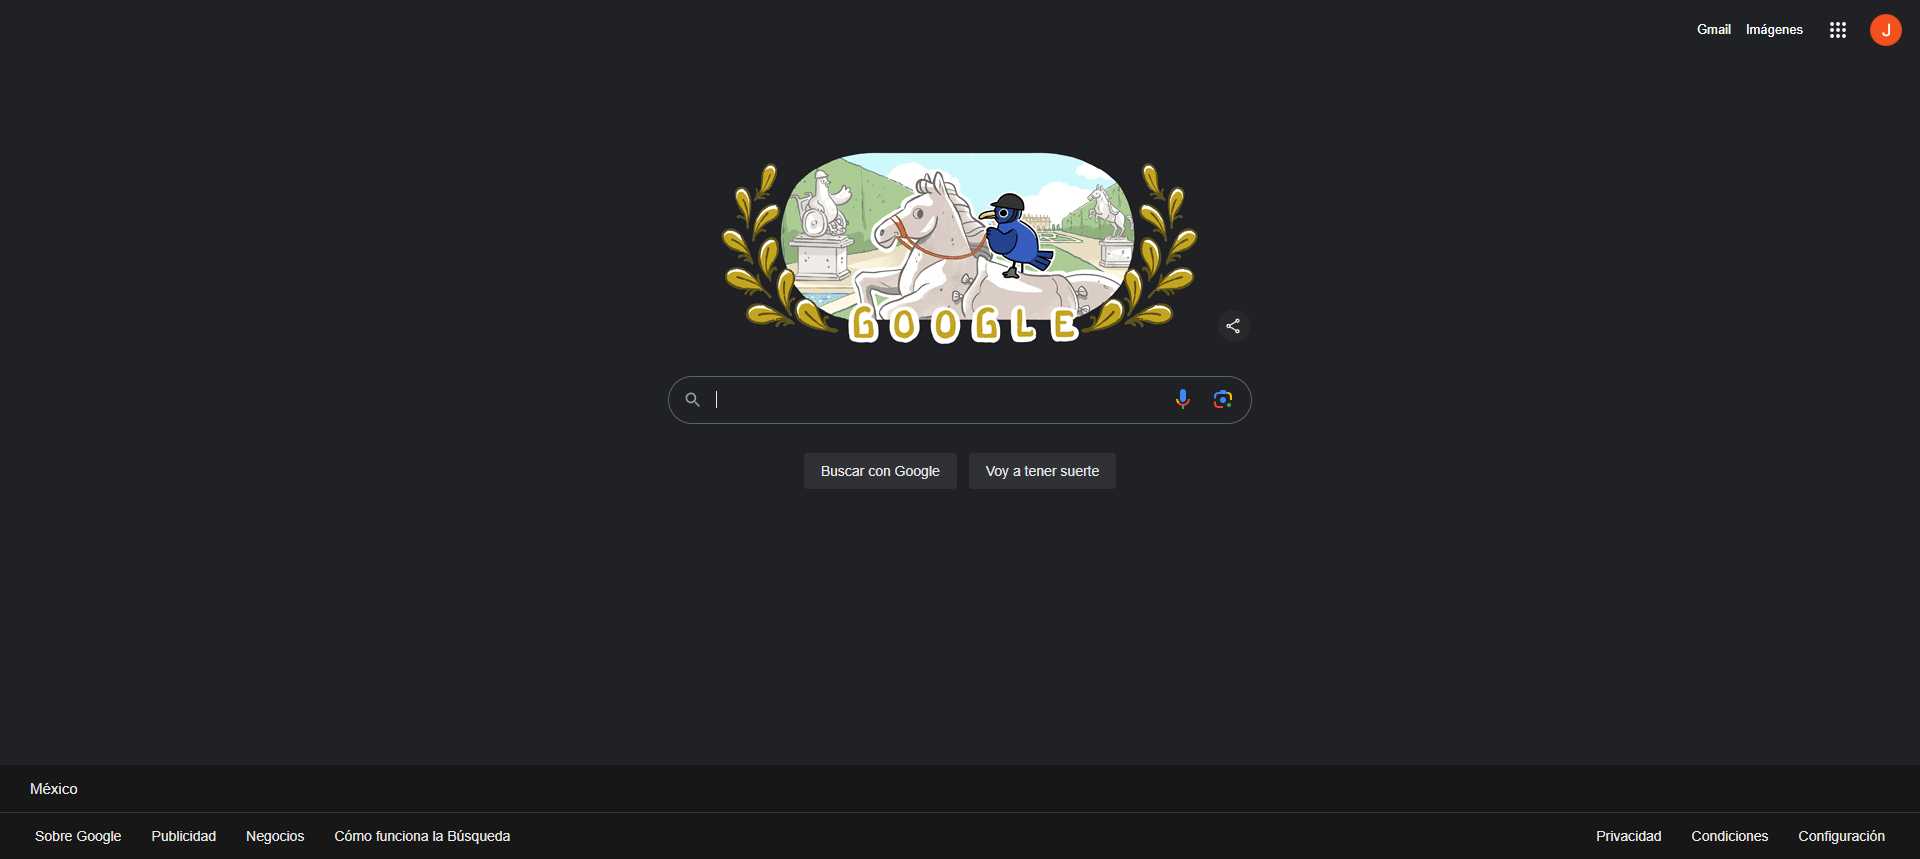 Gmail Imágenes J
GOOGLE
Buscar con Google Voy a tener suerte
México
Sobre Google Publicidad Negocios Cómo funciona la Búsqueda Privacidad Condiciones Configuración